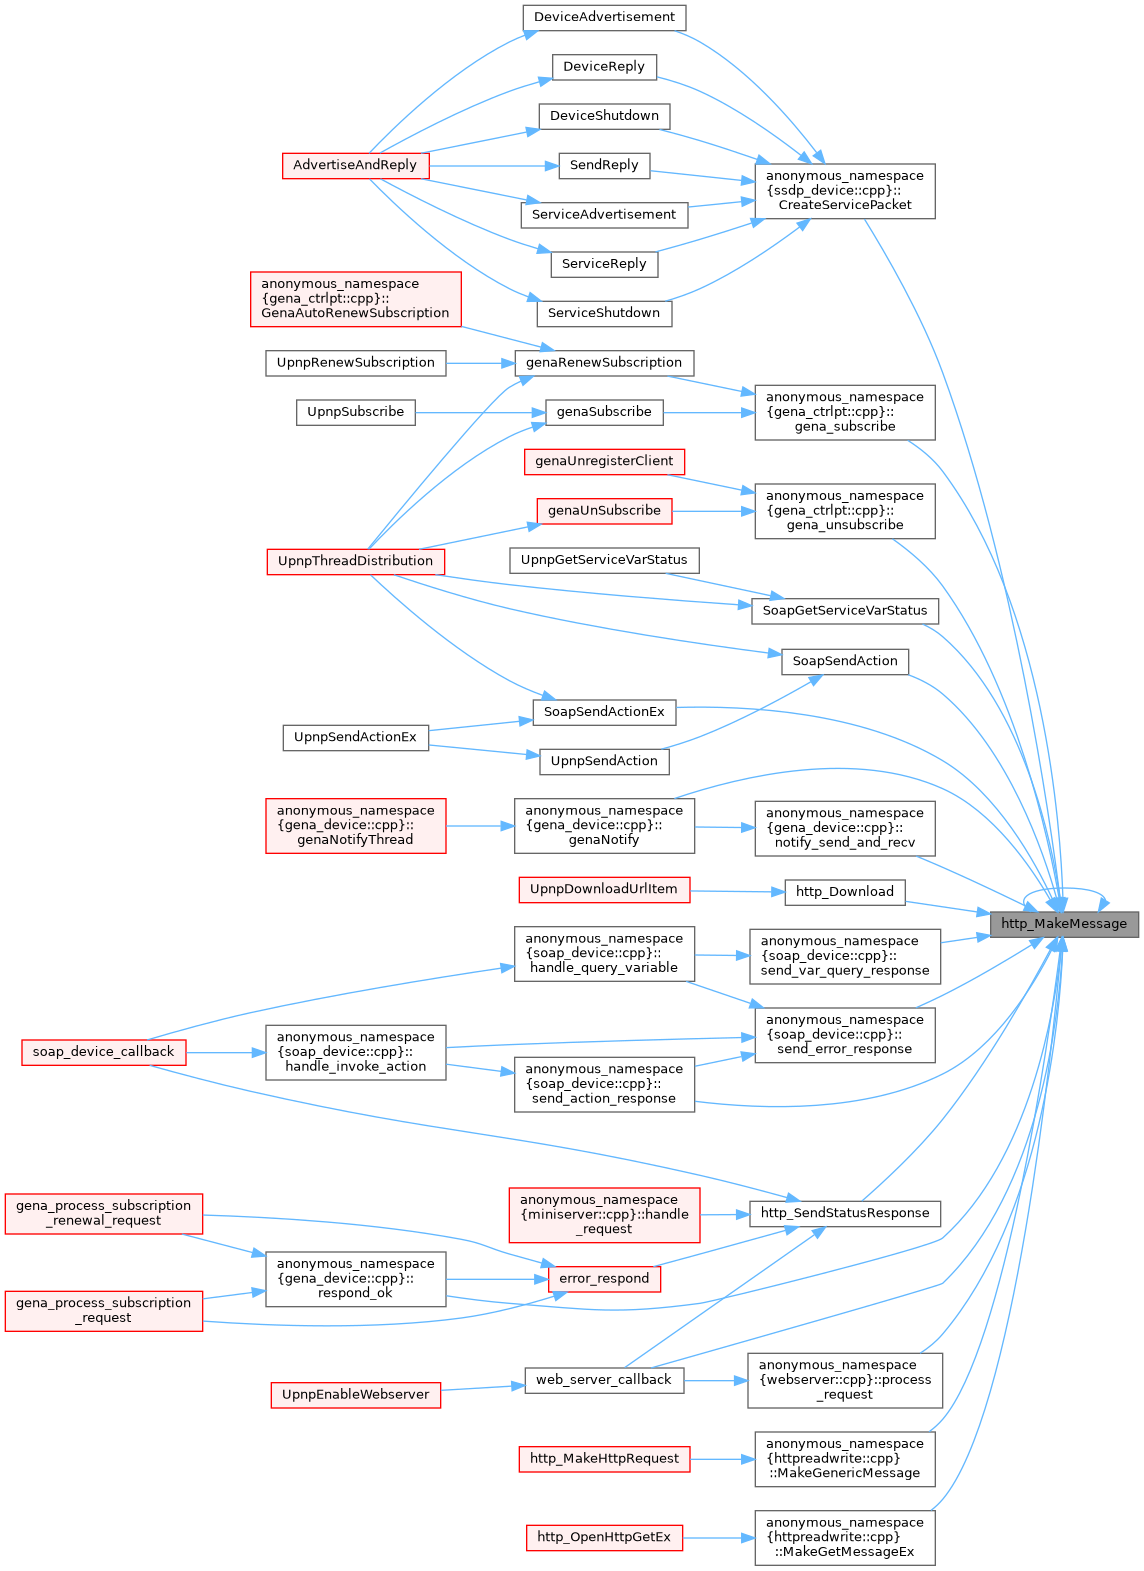 DeviceAdvertisement
DeviceReply
DeviceShutdown
AdvertiseAndReply
SendReply
anonymous_namespace
{ssdp_device::cpp}::
CreateServicePacket
ServiceAdvertisement
ServiceReply
ServiceShutdown
anonymous_namespace
{gena_ctrlpt::cpp}::
GenaAutoRenewSubscription
UpnpRenewSubscription
genaRenewSubscription
UpnpSubscribe
genaSubscribe
anonymous_namespace
{gena_ctrlpt::cpp}::
gena_subscribe
genaUnregisterClient
genaUnSubscribe
anonymous_namespace
{gena_ctrlpt::cpp}::
gena_unsubscribe
UpnpThreadDistribution
UpnpGetServiceVarStatus
SoapGetServiceVarStatus
SoapSendAction
SoapSendActionEx
UpnpSendActionEx
UpnpSendAction
anonymous_namespace
{gena_device::cpp}::
genaNotifyThread
anonymous_namespace
{gena_device::cpp}::
genaNotify
anonymous_namespace
{gena_device::cpp}::
notify_send_and_recv
UpnpDownloadUrlItem
http_Download
http_MakeMessage
anonymous_namespace
{soap_device::cpp}::
handle_query_variable
anonymous_namespace
{soap_device::cpp}::
send_var_query_response
soap_device_callback
anonymous_namespace
{soap_device::cpp}::
handle_invoke_action
anonymous_namespace
{soap_device::cpp}::
send_error_response
anonymous_namespace
{soap_device::cpp}::
send_action_response
gena_process_subscription
_renewal_request
anonymous_namespace
{miniserver::cpp}::handle
_request
http_SendStatusResponse
anonymous_namespace
{gena_device::cpp}::
respond_ok
error_respond
gena_process_subscription
_request
UpnpEnableWebserver
web_server_callback
anonymous_namespace
{webserver::cpp}::process
_request
http_MakeHttpRequest
anonymous_namespace
{httpreadwrite::cpp}
::MakeGenericMessage
http_OpenHttpGetEx
anonymous_namespace
{httpreadwrite::cpp}
::MakeGetMessageEx